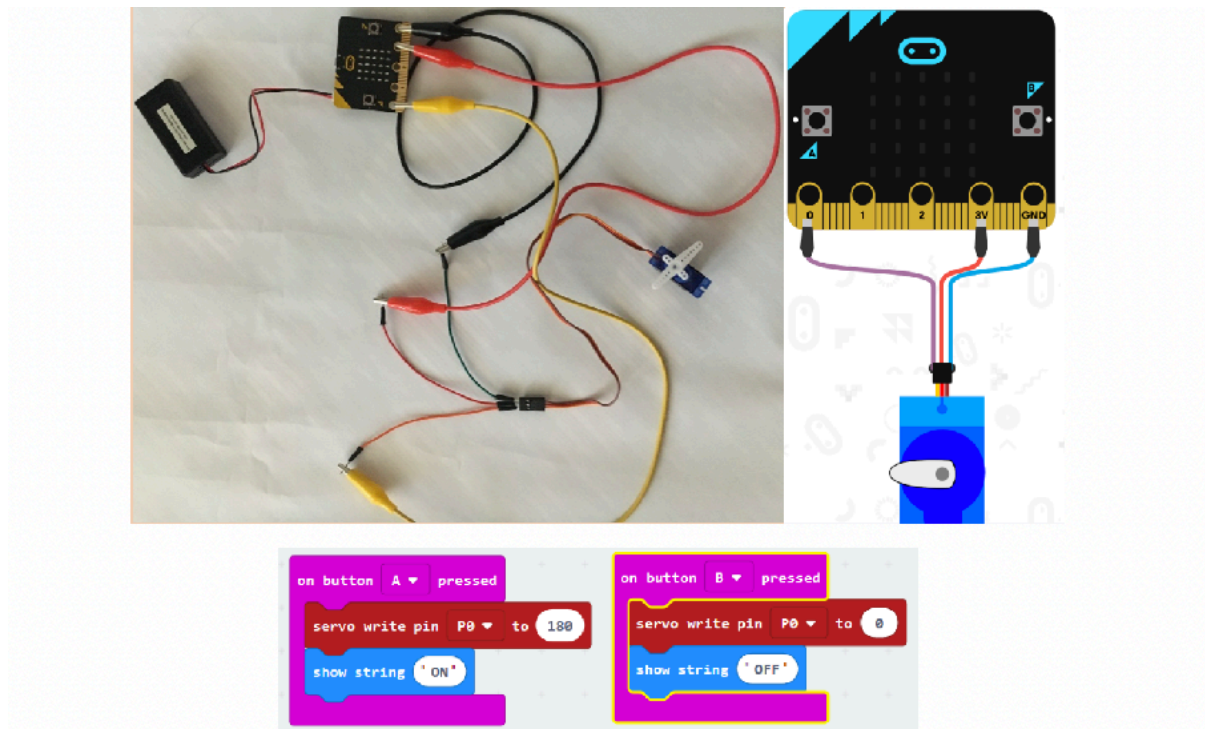 B
A
0 1 2 3V GND
on button A pressed
servo write pin P0 to 180
show string "ON"
on button B pressed
servo write pin P0 to 0
show string "OFF"